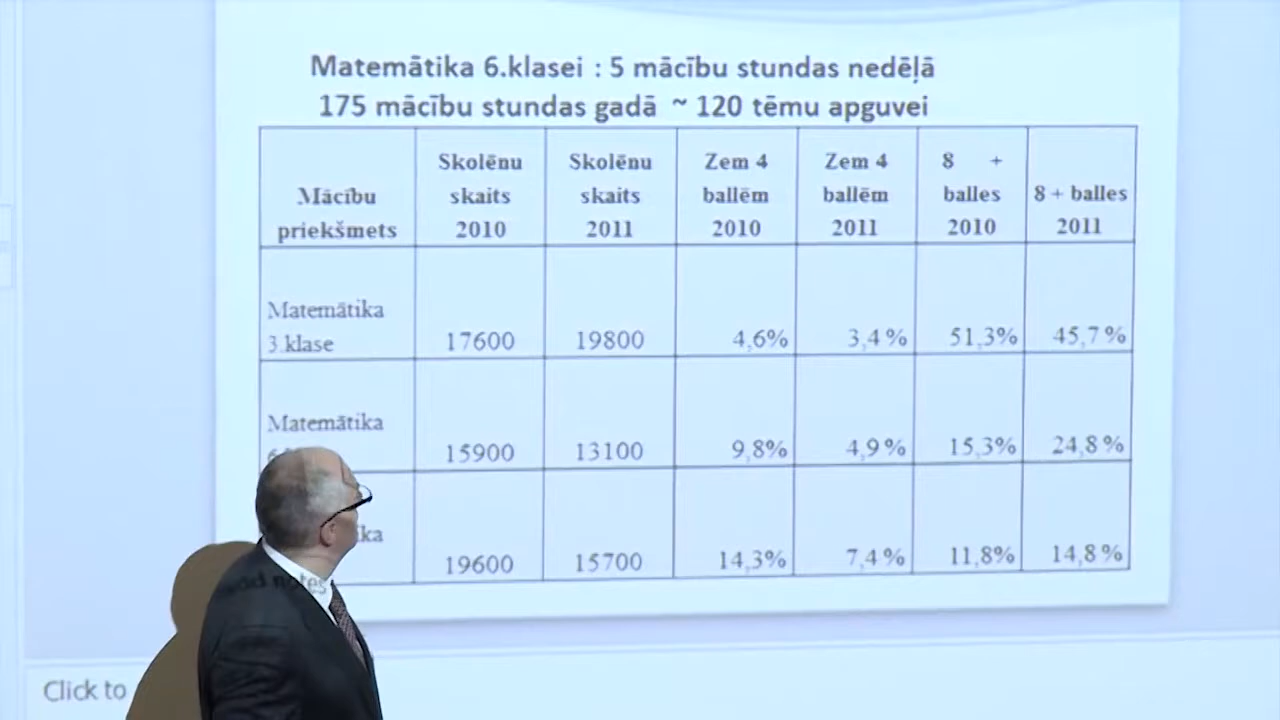 Matemātika 6.klasei : 5 mācību stundas nedēļā
175 mācību stundas gadā ~ 120 tēmu apguvei
Mācību
priekšmets
Skolēnu
skaits
2010
Skolēnu
skaits
2011
Zem 4
ballēm
2010
Zem 4
ballēm
2011
8 +
balles
2010
8 + balles
2011
Matemātika
3.klase
17600
19800
4,6%
3,4%
51,3%
45,7%
Matemātika
15900
13100
9,8%
4,9%
15,3%
24,8%
19600
15700
14,3%
7,4%
11,8%
14,8%
Click to
notes